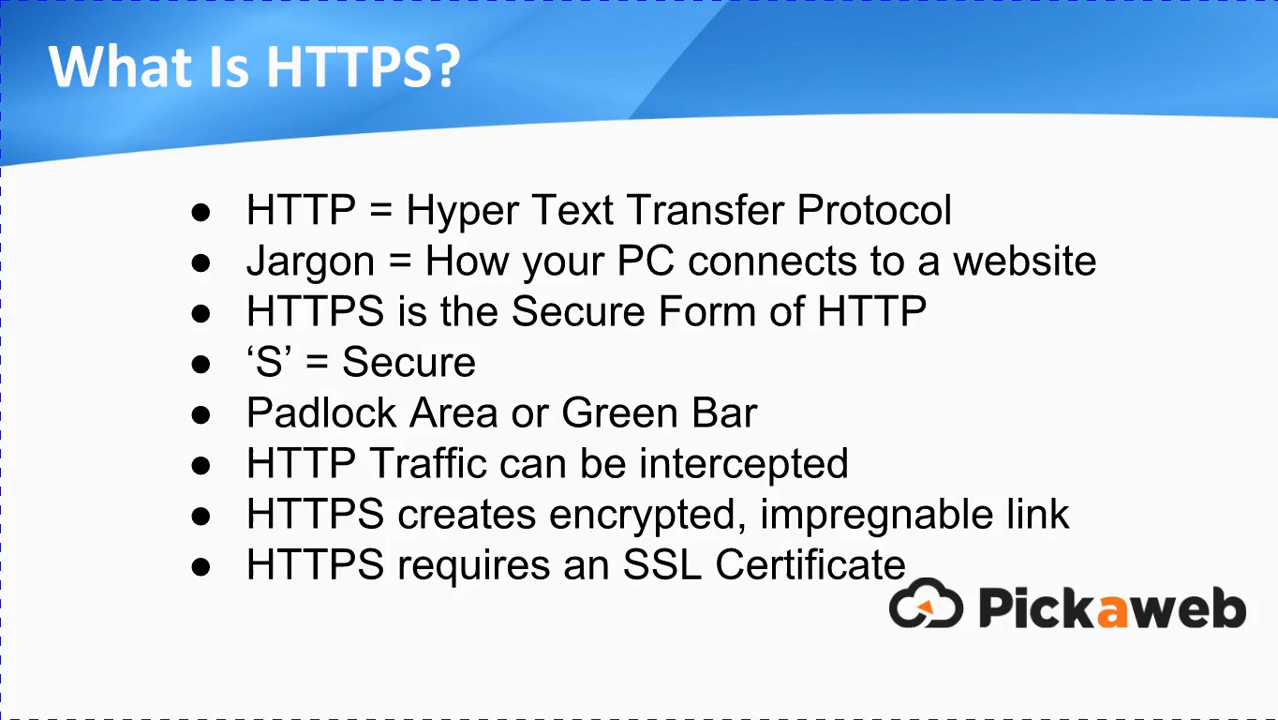 What Is HTTPS?
● HTTP = Hyper Text Transfer Protocol
● Jargon = How your PC connects to a website
● HTTPS is the Secure Form of HTTP
● ‘S’ = Secure
● Padlock Area or Green Bar
● HTTP Traffic can be intercepted
● HTTPS creates encrypted, impregnable link
● HTTPS requires an SSL Certificate
Pickaweb